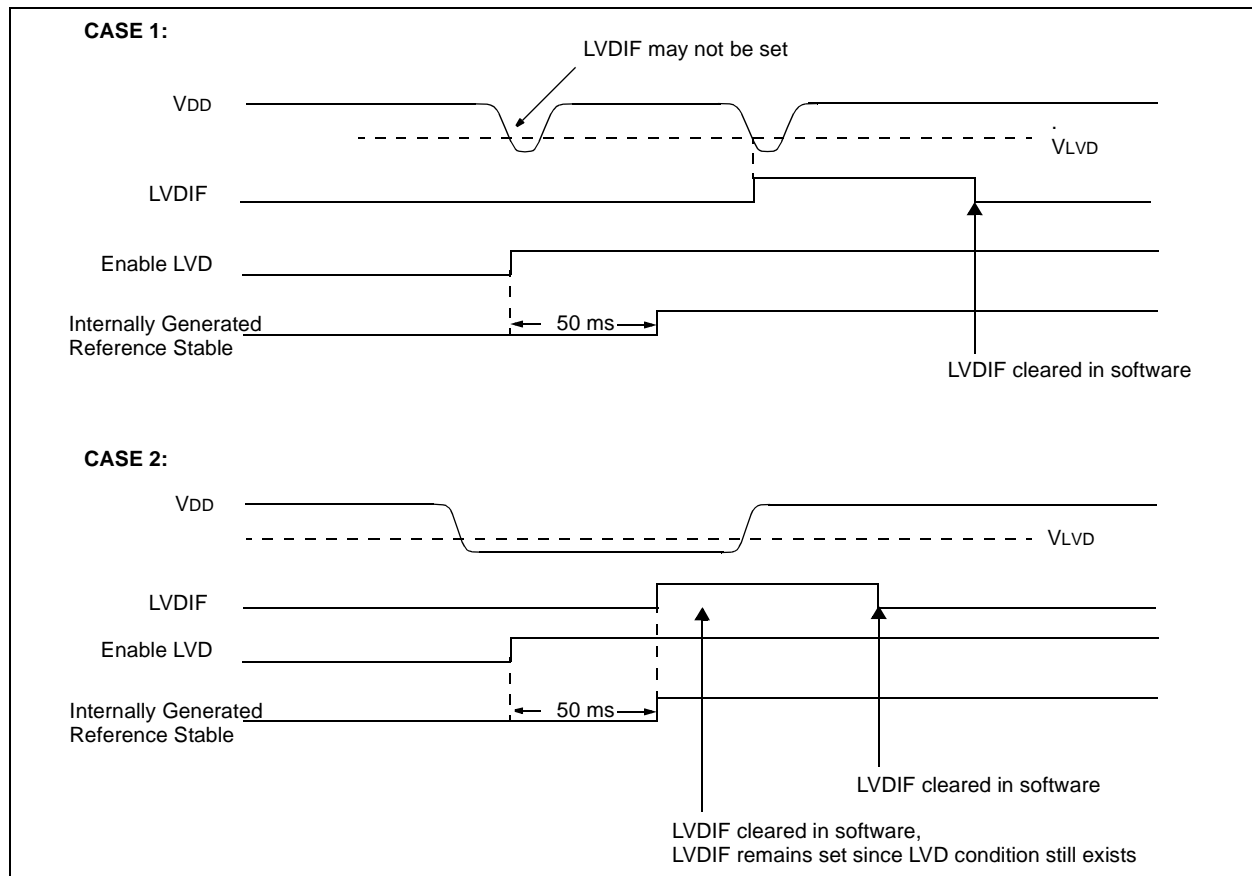 CASE 1:
LVDIF may not be set
VDD
.
VLVD
LVDIF
Enable LVD
50 ms
Internally Generated
Reference Stable
LVDIF cleared in software
CASE 2:
VDD
VLVD
LVDIF
Enable LVD
50 ms
Internally Generated
Reference Stable
LVDIF cleared in software
LVDIF cleared in software,
LVDIF remains set since LVD condition still exists